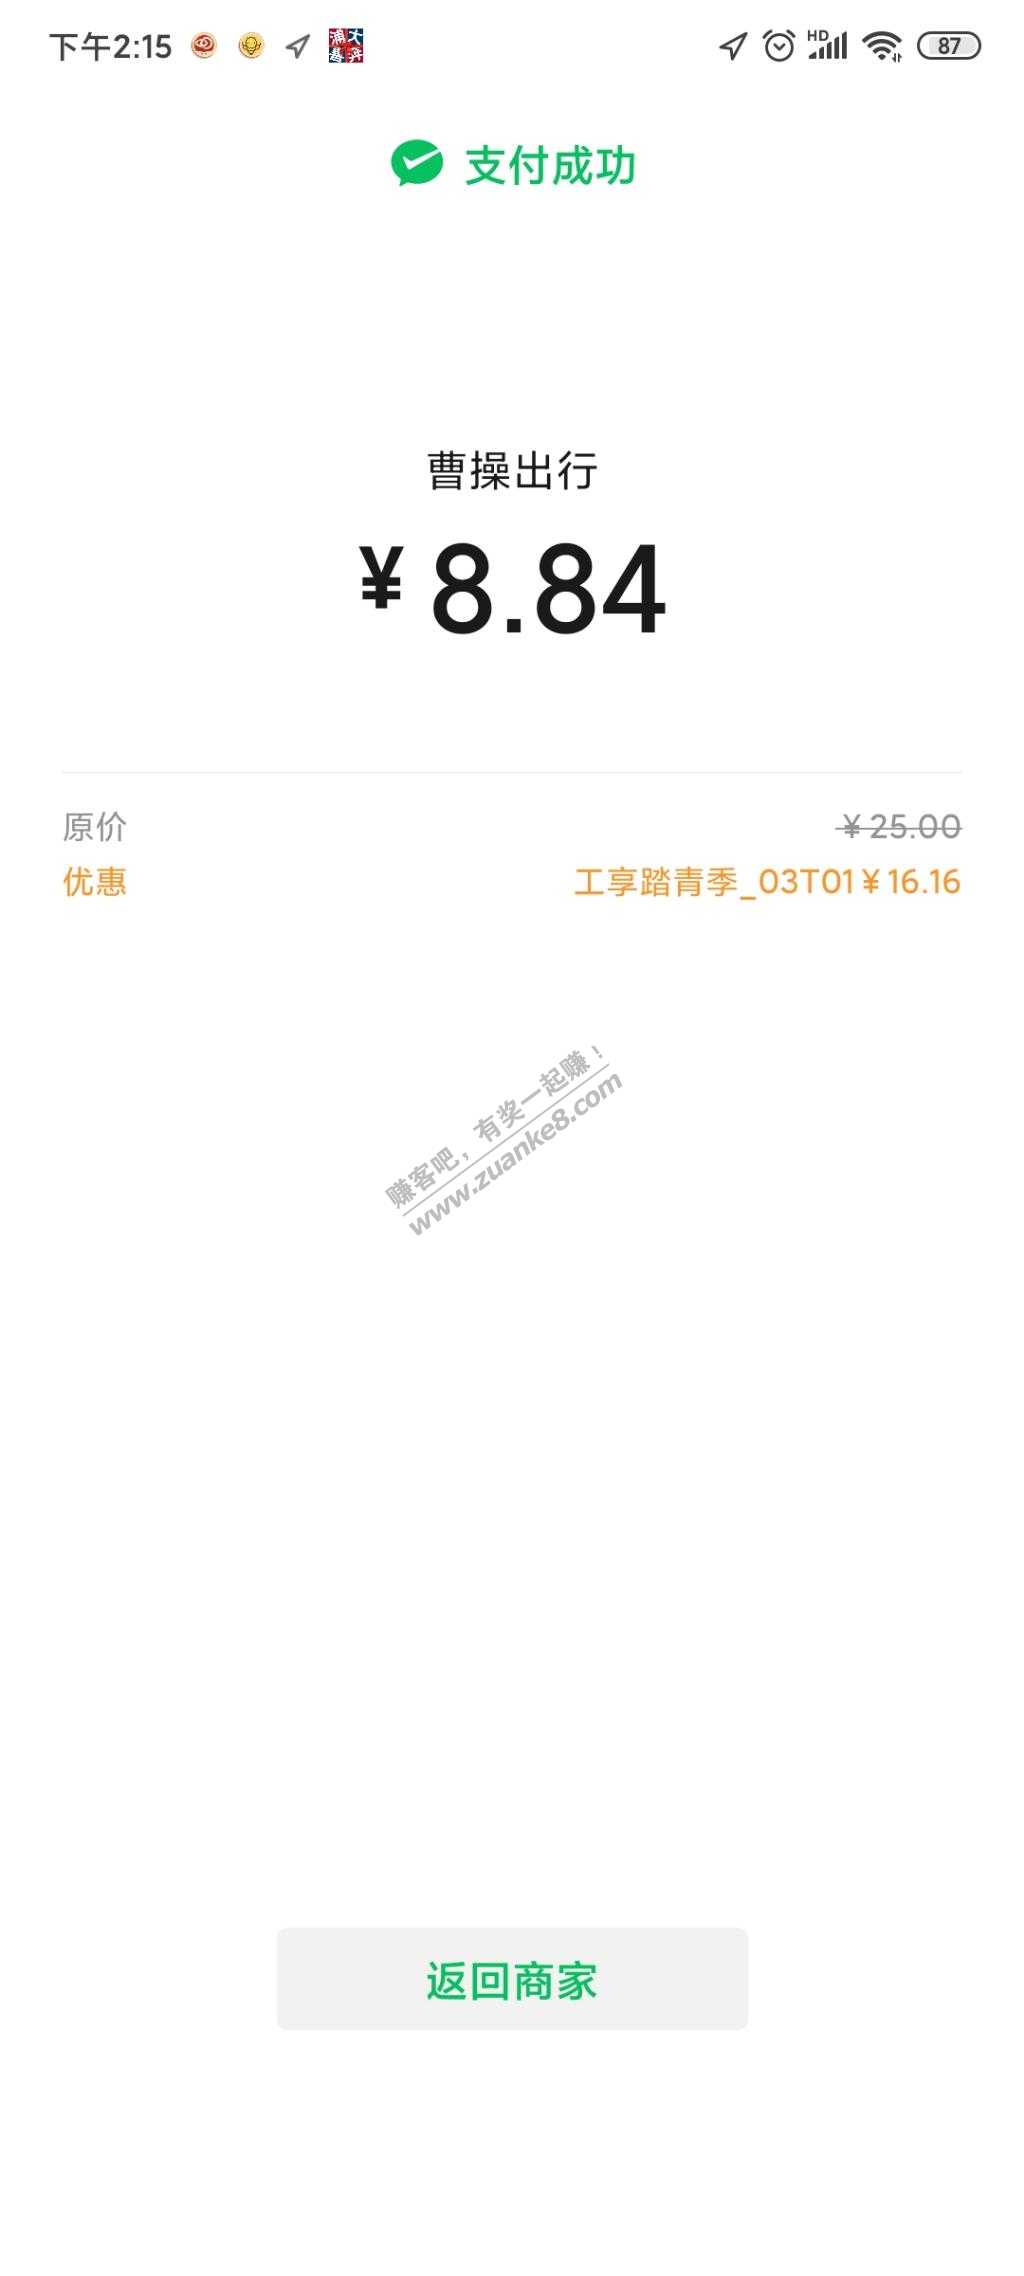 下午2:15
HD
87
支付成功
曹操出行
¥8.84
原价 ¥25.00
优惠 工享踏青季_03T01¥16.16
赚客吧，有奖一起赚！
www.zuanke8.com
返回商家